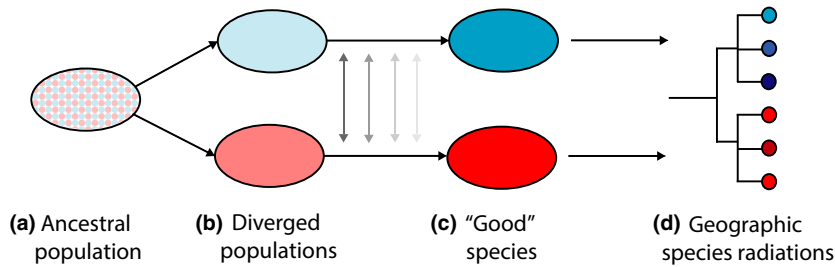 (a) Ancestral
population
(b) Diverged
populations
(c) “Good”
species
(d) Geographic
species radiations